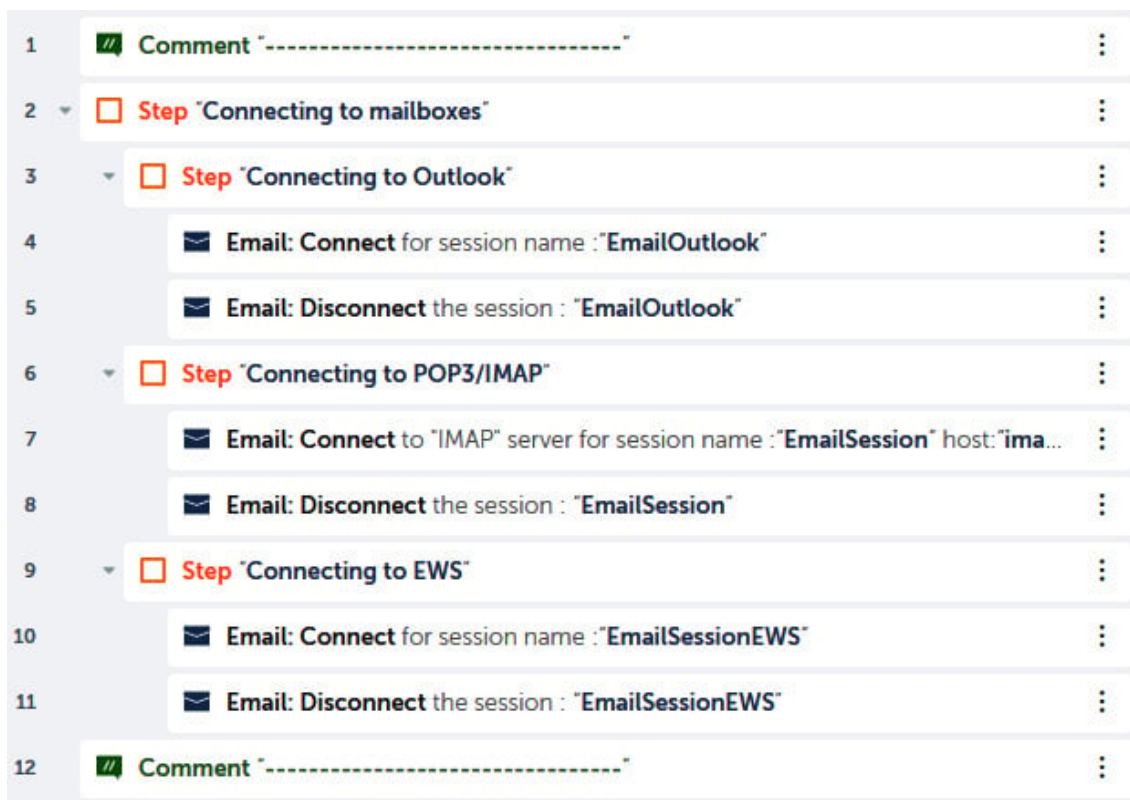 1 Comment "---------------------------------"
2 Step "Connecting to mailboxes"
3 Step "Connecting to Outlook"
4 Email: Connect for session name :"EmailOutlook"
5 Email: Disconnect the session : "EmailOutlook"
6 Step "Connecting to POP3/IMAP"
7 Email: Connect to "IMAP" server for session name :"EmailSession" host:"ima...
8 Email: Disconnect the session : "EmailSession"
9 Step "Connecting to EWS"
10 Email: Connect for session name :"EmailSessionEWS"
11 Email: Disconnect the session : "EmailSessionEWS"
12 Comment "---------------------------------"